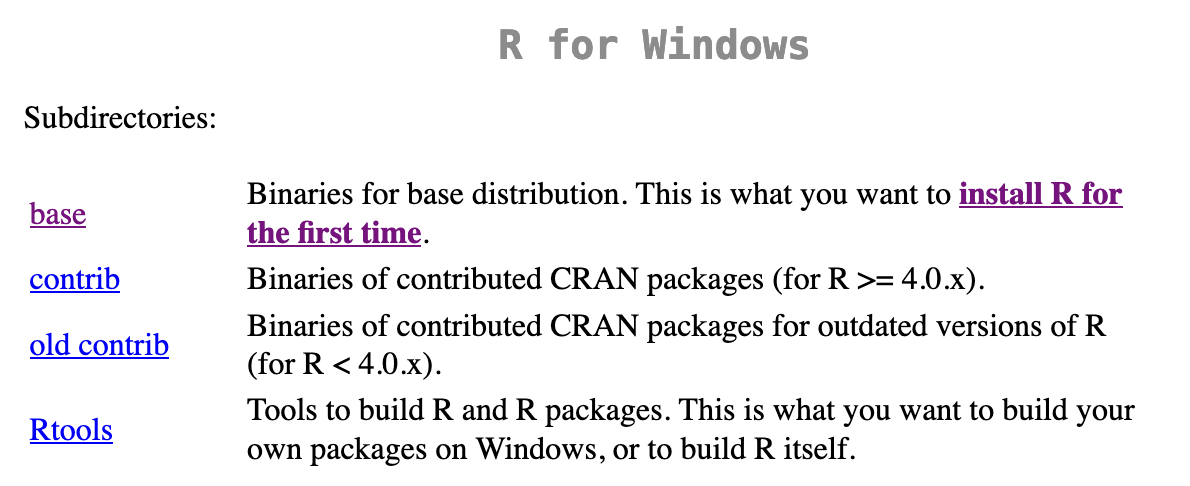 R for Windows
Subdirectories:
base
Binaries for base distribution. This is what you want to install R for
the first time.
contrib
Binaries of contributed CRAN packages (for R >= 4.0.x).
old contrib
Binaries of contributed CRAN packages for outdated versions of R
(for R < 4.0.x).
Rtools
Tools to build R and R packages. This is what you want to build your
own packages on Windows, or to build R itself.